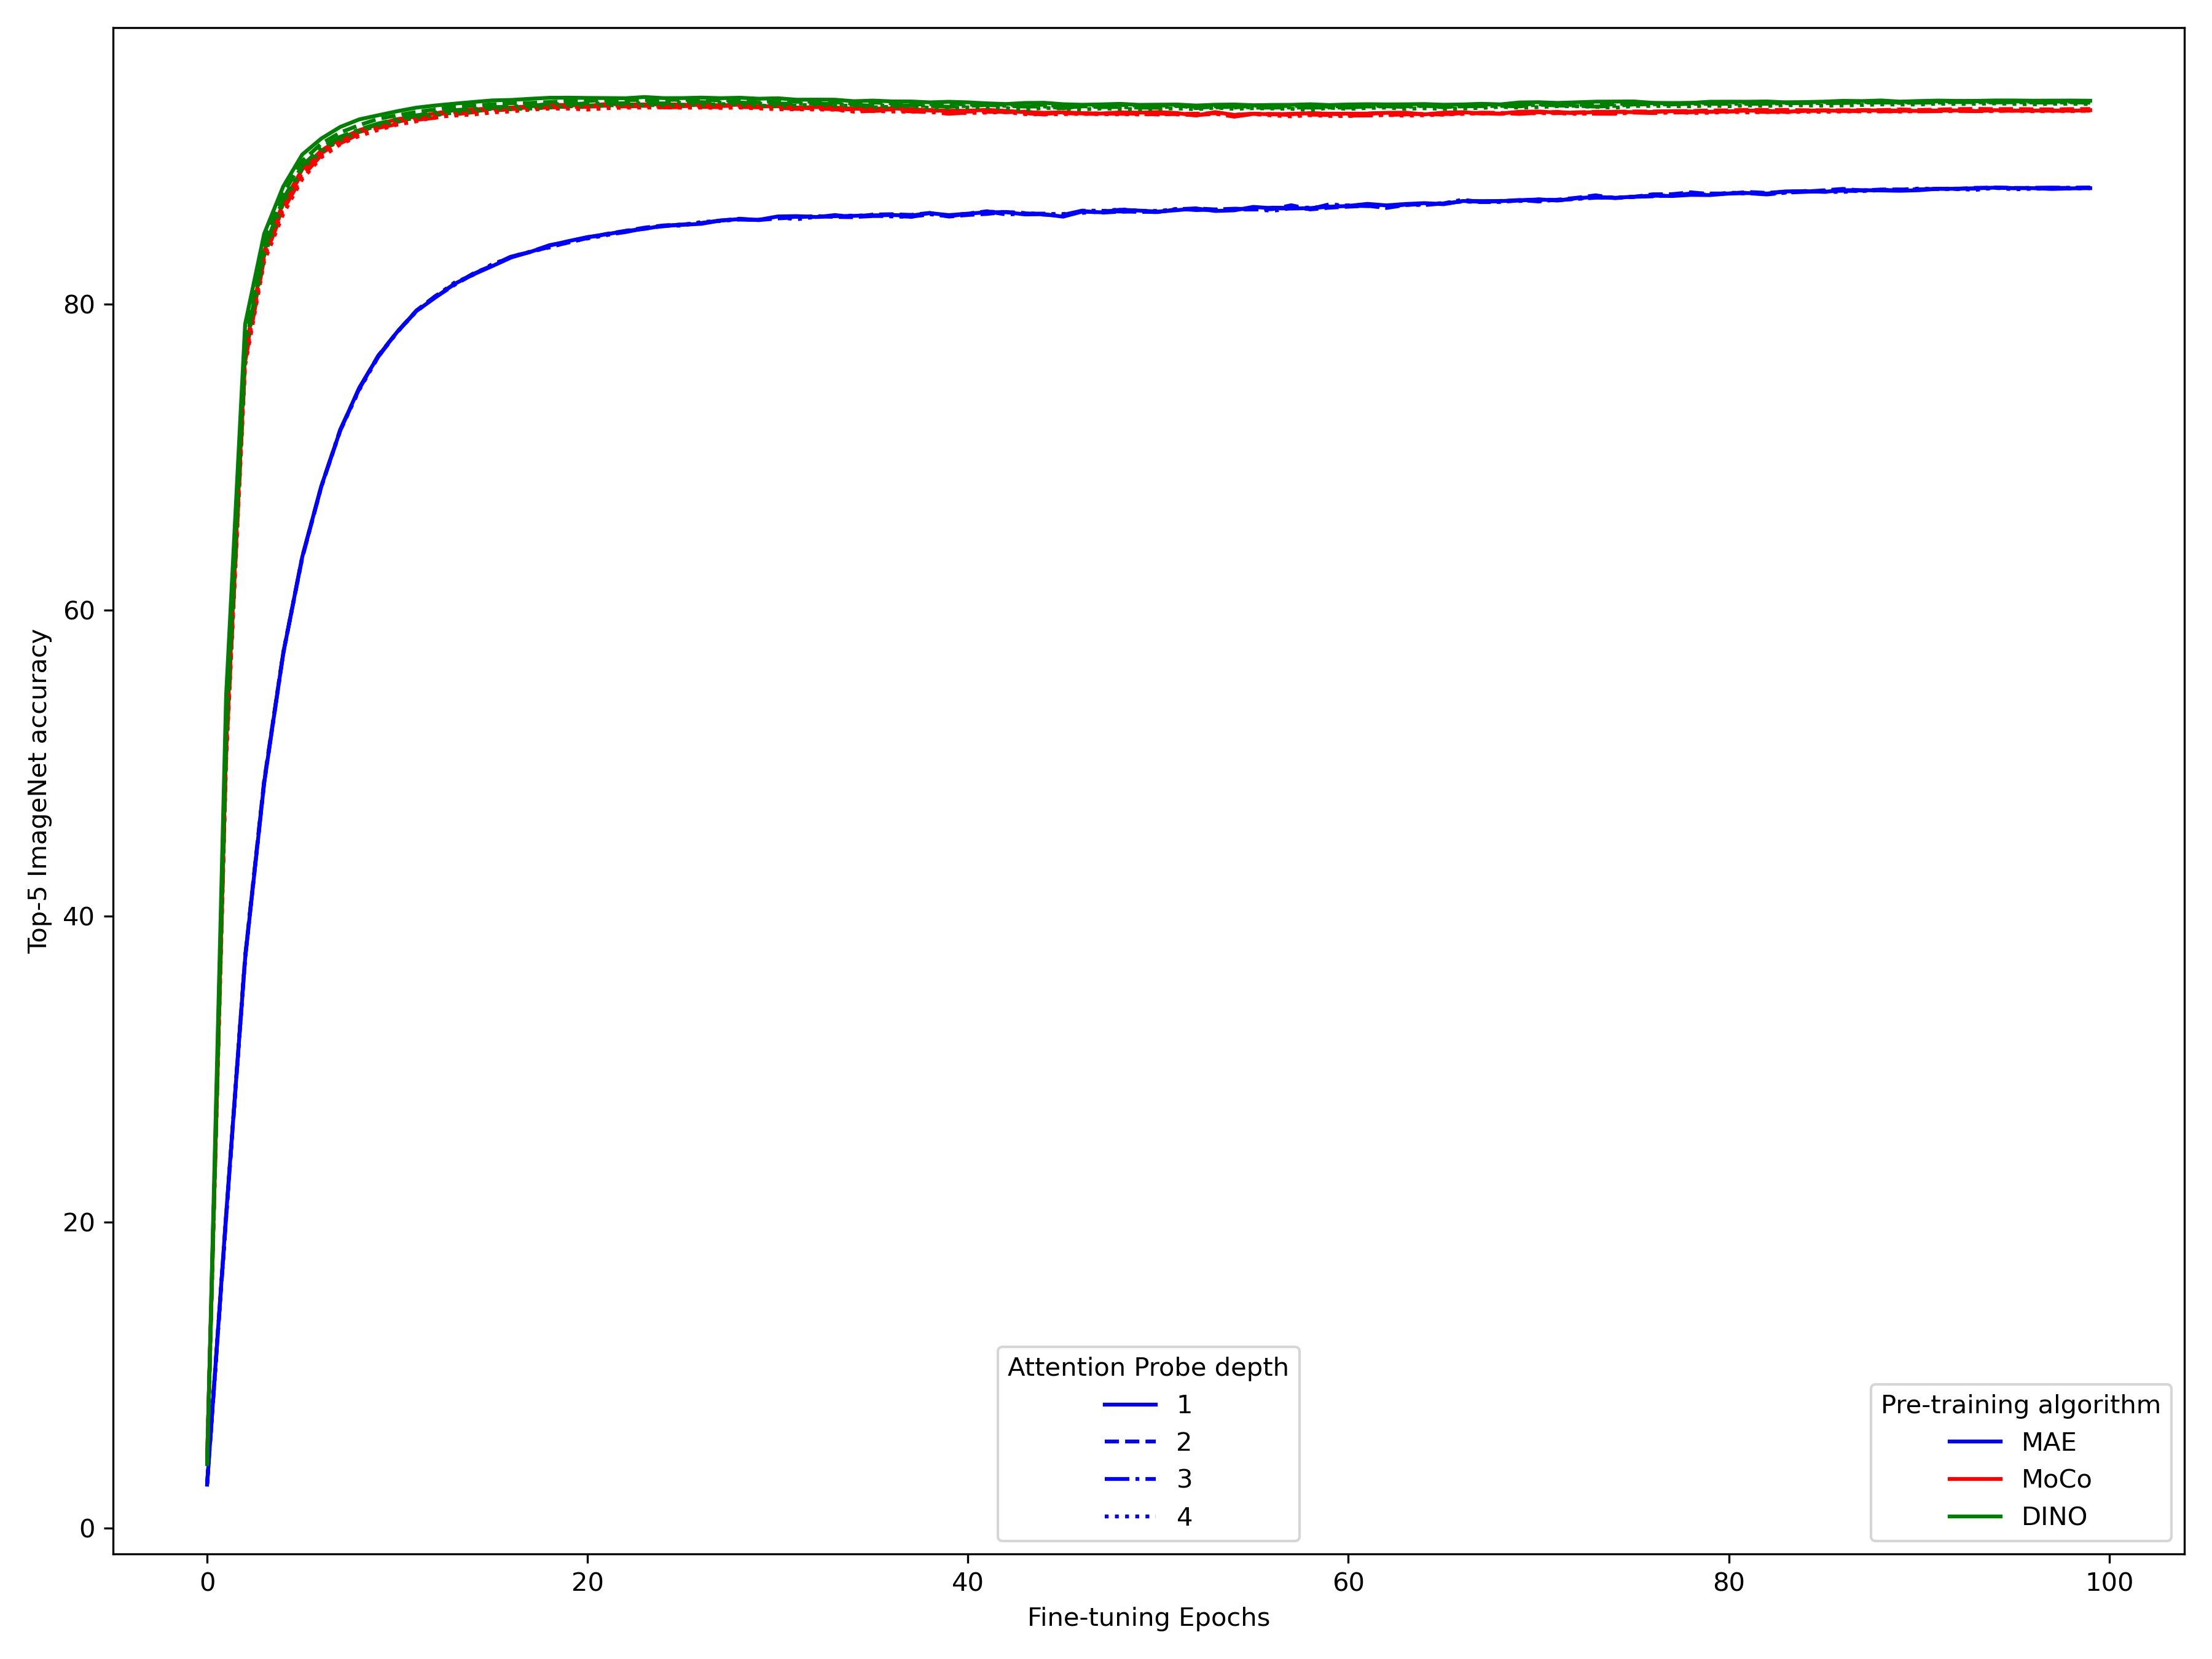 Top-5 ImageNet accuracy
80
60
40
20
0
0 20 40 60 80 100
Fine-tuning Epochs
Attention Probe depth
1
2
3
4
Pre-training algorithm
MAE
MoCo
DINO